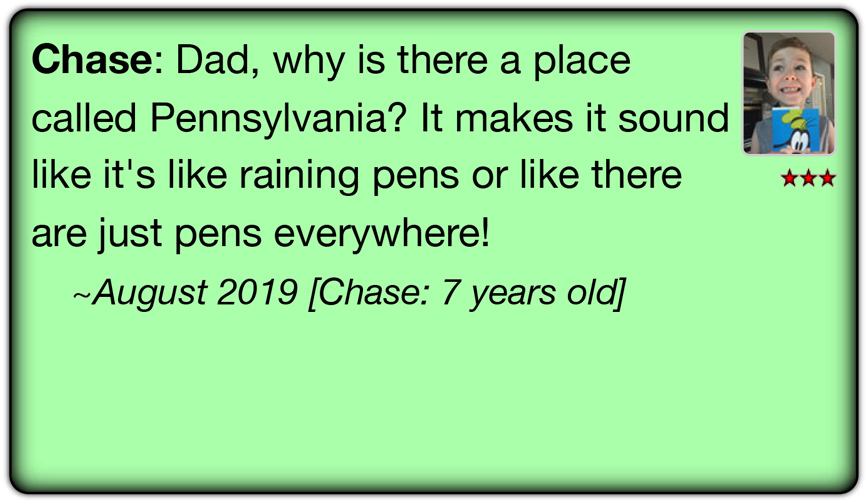 Chase: Dad, why is there a place
called Pennsylvania? It makes it sound
like it's like raining pens or like there
are just pens everywhere!
~August 2019 [Chase: 7 years old]